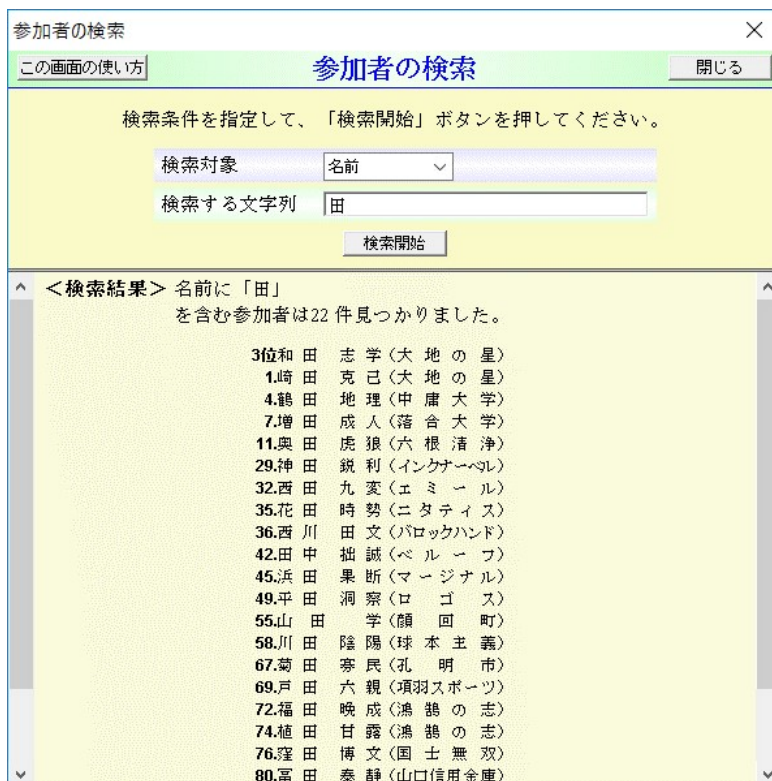 参加者の検索
この画面の使い方 参加者の検索 閉じる
検索条件を指定して、「検索開始」ボタンを押してください。
検索対象 名前
検索する文字列 田
検索開始
<検索結果> 名前に「田」
を含む参加者は22件見つかりました。
3位和田 志学(大地の星)
1.崎田 克己(大地の星)
4.鶴田 地理(中庸大学)
7.増田 成人(落合大学)
11.奥田 虎狼(六根清浄)
29.神田 鋭利(インクナーベル)
32.西田 九変(エミール)
35.花田 時勢(ニタティス)
36.西川 田文(バロックハンド)
42.田中 拙誠(ベルーフ)
45.浜田 果断(マージナル)
49.平田 洞察(ロゴス)
55.山田 学(顔回町)
58.川田 陰陽(球本主義)
67.菊田 寡民(孔明市)
69.戸田 六親(項羽スポーツ)
72.福田 晩成(鴻鵠の志)
74.植田 甘露(鴻鵠の志)
76.窪田 博文(国士無双)
80.冨田 泰静(山口信用金庫)